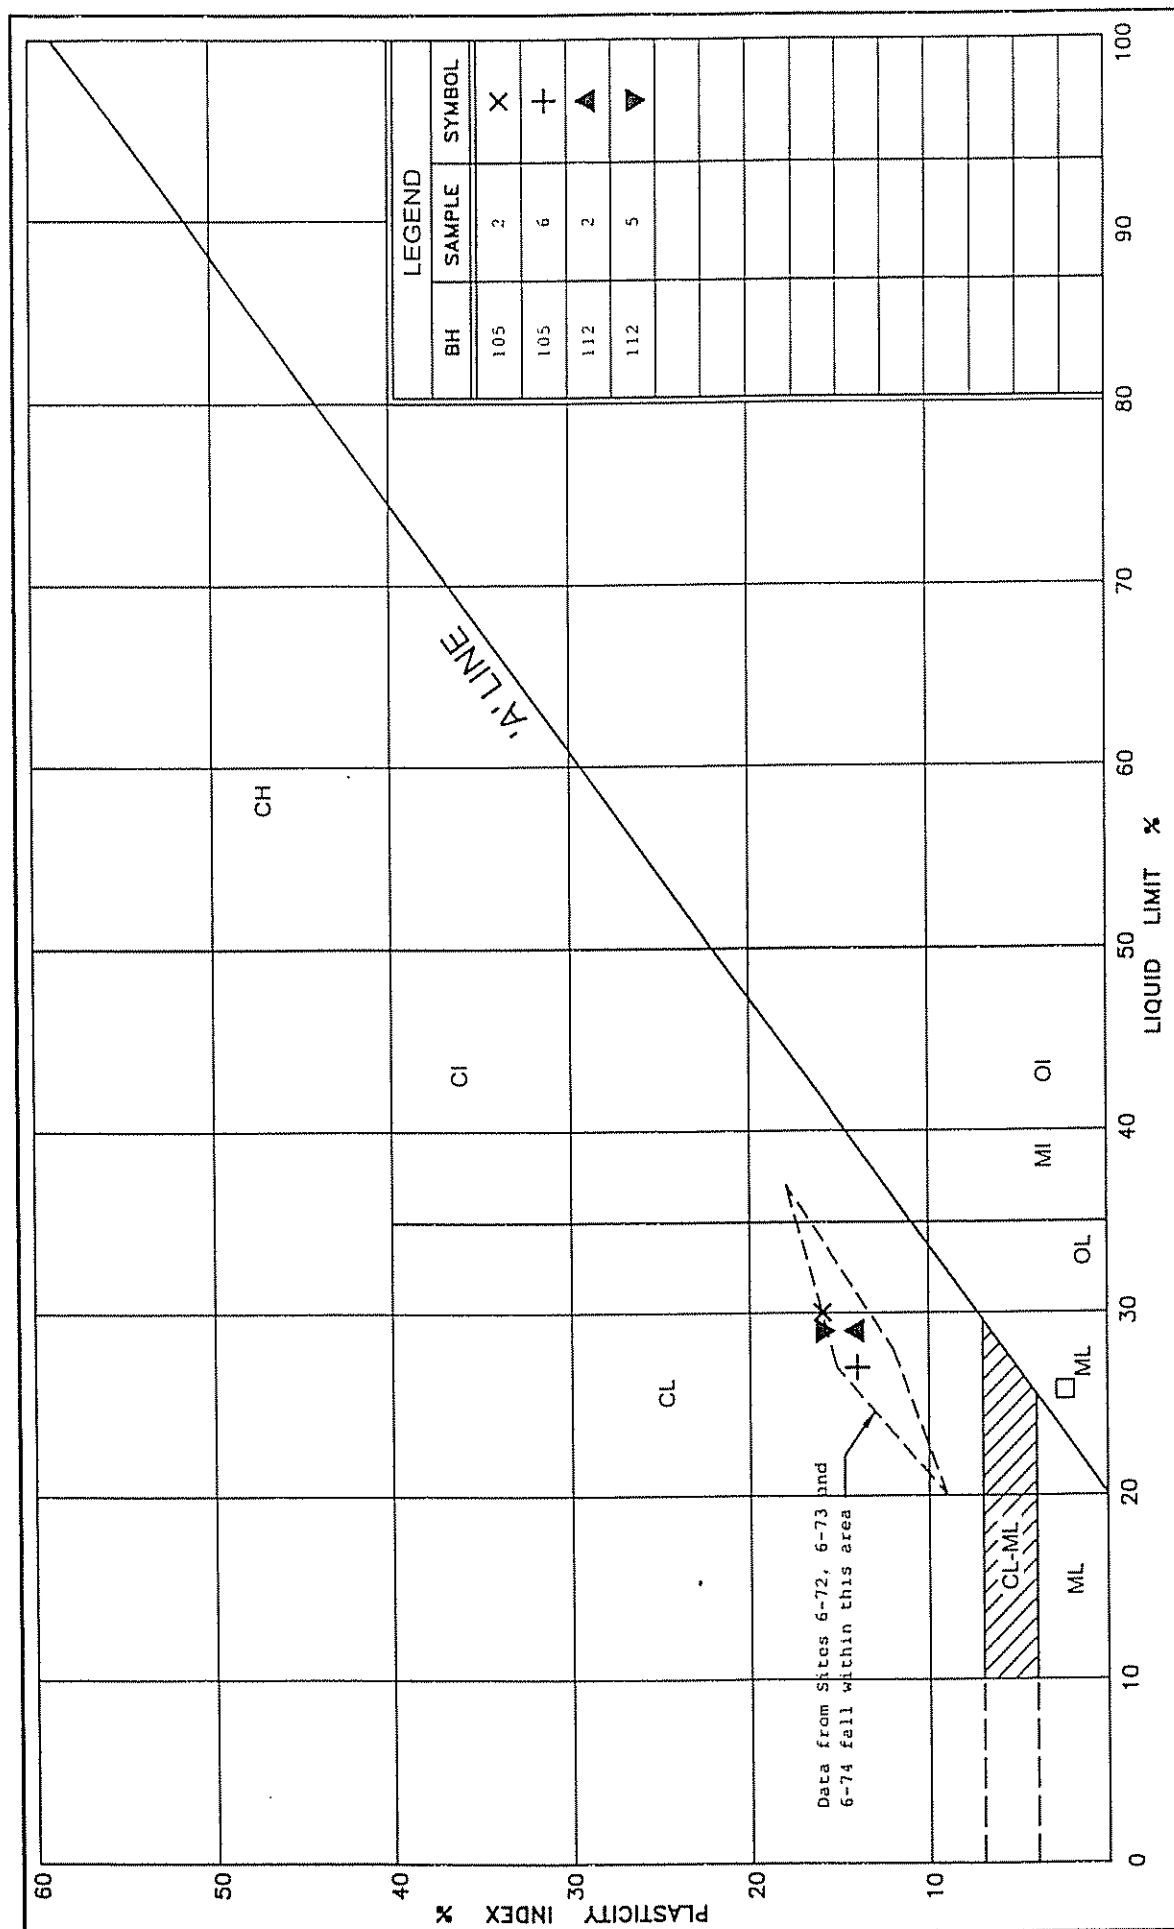 LEGEND
BH SAMPLE SYMBOL
105 2 ×
105 6 +
112 2 ▲
112 5 ▼
PLASTICITY INDEX %
60
50
40
30
20
10
0
CH
CI
CL
'A' LINE
Data from Sites 6-72, 6-73 and
6-74 fall within this area
CL-ML
ML
ML
OL
MI
OI
0 10 20 30 40 50 60 70 80 90 100
LIQUID LIMIT %